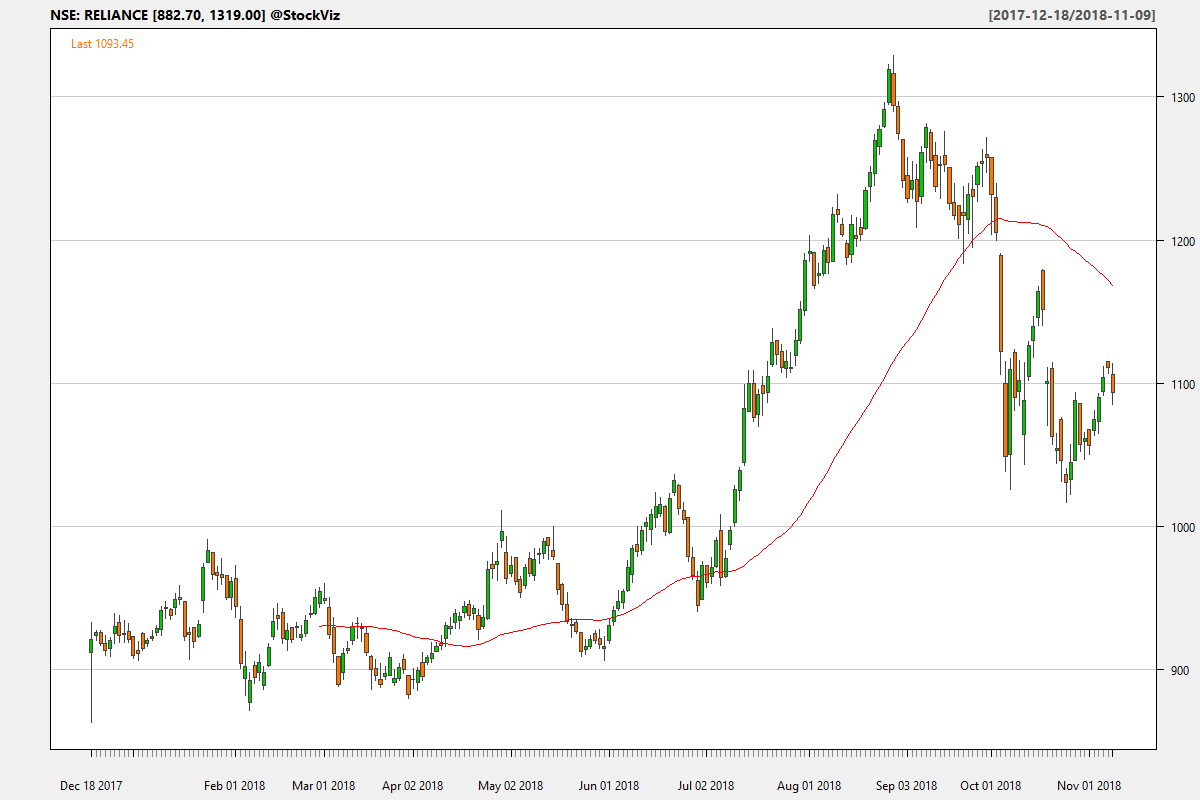 NSE: RELIANCE [882.70, 1319.00] @StockViz [2017-12-18/2018-11-09]
Last 1093.45
1300
1200
1100
1000
900
Dec 18 2017 Feb 01 2018 Mar 01 2018 Apr 02 2018 May 02 2018 Jun 01 2018 Jul 02 2018 Aug 01 2018 Sep 03 2018 Oct 01 2018 Nov 01 2018